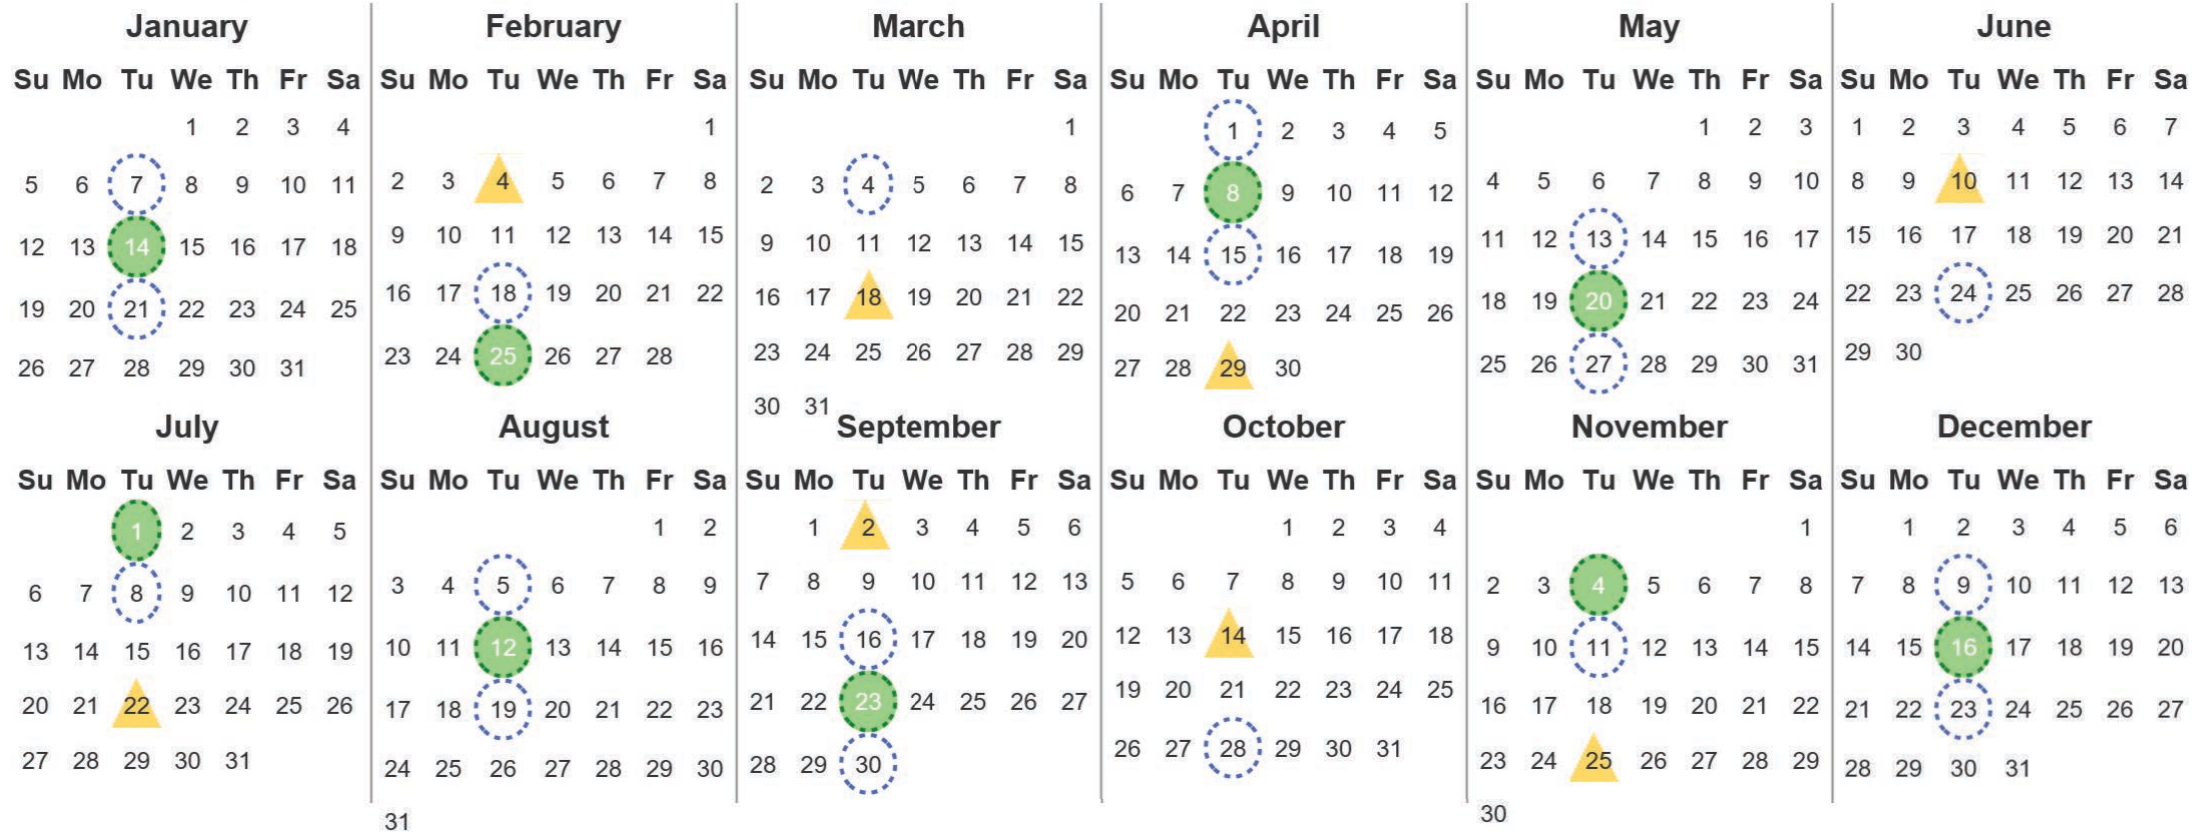 January
Su Mo Tu We Th Fr Sa
1 2 3 4
5 6 7 8 9 10 11
12 13 14 15 16 17 18
19 20 21 22 23 24 25
26 27 28 29 30 31
February
Su Mo Tu We Th Fr Sa
1
2 3 4 5 6 7 8
9 10 11 12 13 14 15
16 17 18 19 20 21 22
23 24 25 26 27 28
March
Su Mo Tu We Th Fr Sa
1
2 3 4 5 6 7 8
9 10 11 12 13 14 15
16 17 18 19 20 21 22
23 24 25 26 27 28 29
30 31
April
Su Mo Tu We Th Fr Sa
1 2 3 4 5
6 7 8 9 10 11 12
13 14 15 16 17 18 19
20 21 22 23 24 25 26
27 28 29 30
May
Su Mo Tu We Th Fr Sa
1 2 3
4 5 6 7 8 9 10
11 12 13 14 15 16 17
18 19 20 21 22 23 24
25 26 27 28 29 30 31
June
Su Mo Tu We Th Fr Sa
1 2 3 4 5 6 7
8 9 10 11 12 13 14
15 16 17 18 19 20 21
22 23 24 25 26 27 28
29 30
July
Su Mo Tu We Th Fr Sa
1 2 3 4 5
6 7 8 9 10 11 12
13 14 15 16 17 18 19
20 21 22 23 24 25 26
27 28 29 30 31
August
Su Mo Tu We Th Fr Sa
1 2
3 4 5 6 7 8 9
10 11 12 13 14 15 16
17 18 19 20 21 22 23
24 25 26 27 28 29 30
31
September
Su Mo Tu We Th Fr Sa
1 2 3 4 5 6
7 8 9 10 11 12 13
14 15 16 17 18 19 20
21 22 23 24 25 26 27
28 29 30
October
Su Mo Tu We Th Fr Sa
1 2 3 4
5 6 7 8 9 10 11
12 13 14 15 16 17 18
19 20 21 22 23 24 25
26 27 28 29 30 31
November
Su Mo Tu We Th Fr Sa
1
2 3 4 5 6 7 8
9 10 11 12 13 14 15
16 17 18 19 20 21 22
23 24 25 26 27 28 29
30
December
Su Mo Tu We Th Fr Sa
1 2 3 4 5 6
7 8 9 10 11 12 13
14 15 16 17 18 19 20
21 22 23 24 25 26 27
28 29 30 31